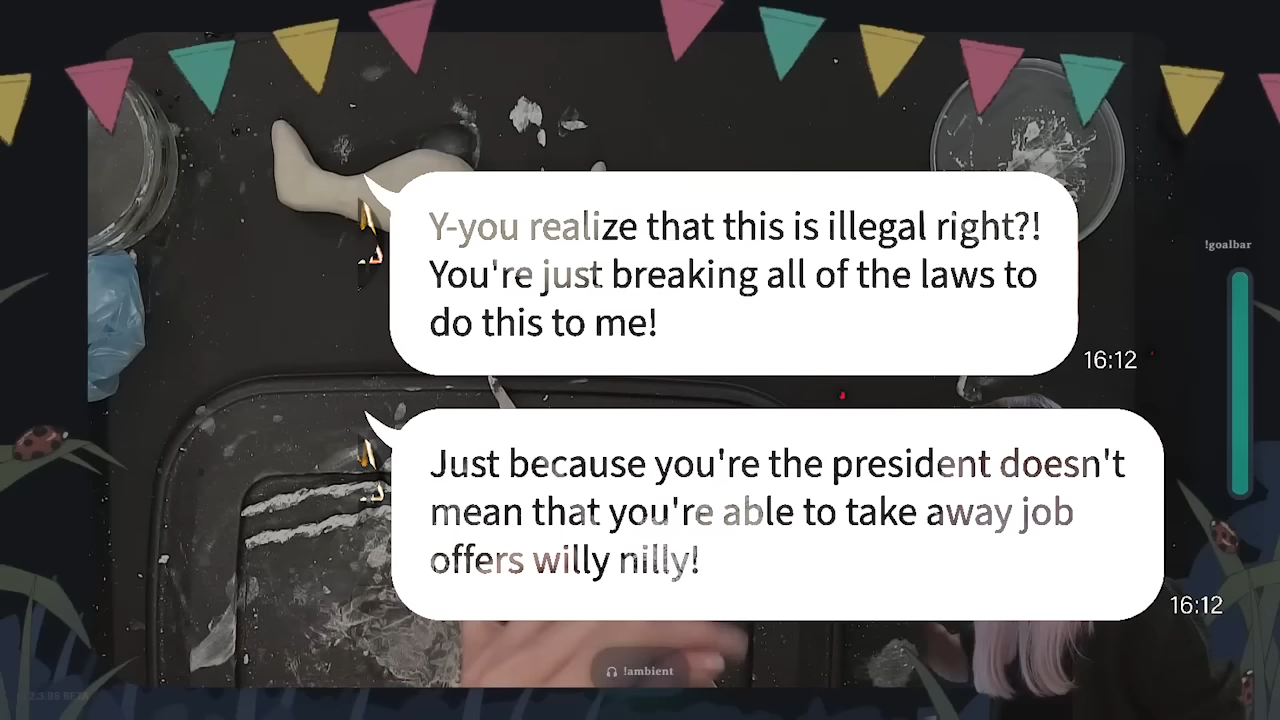 Y-you realize that this is illegal right?!
You're just breaking all of the laws to
do this to me!
16:12
!goalbar
Just because you're the president doesn't
mean that you're able to take away job
offers willy nilly!
16:12
!ambient